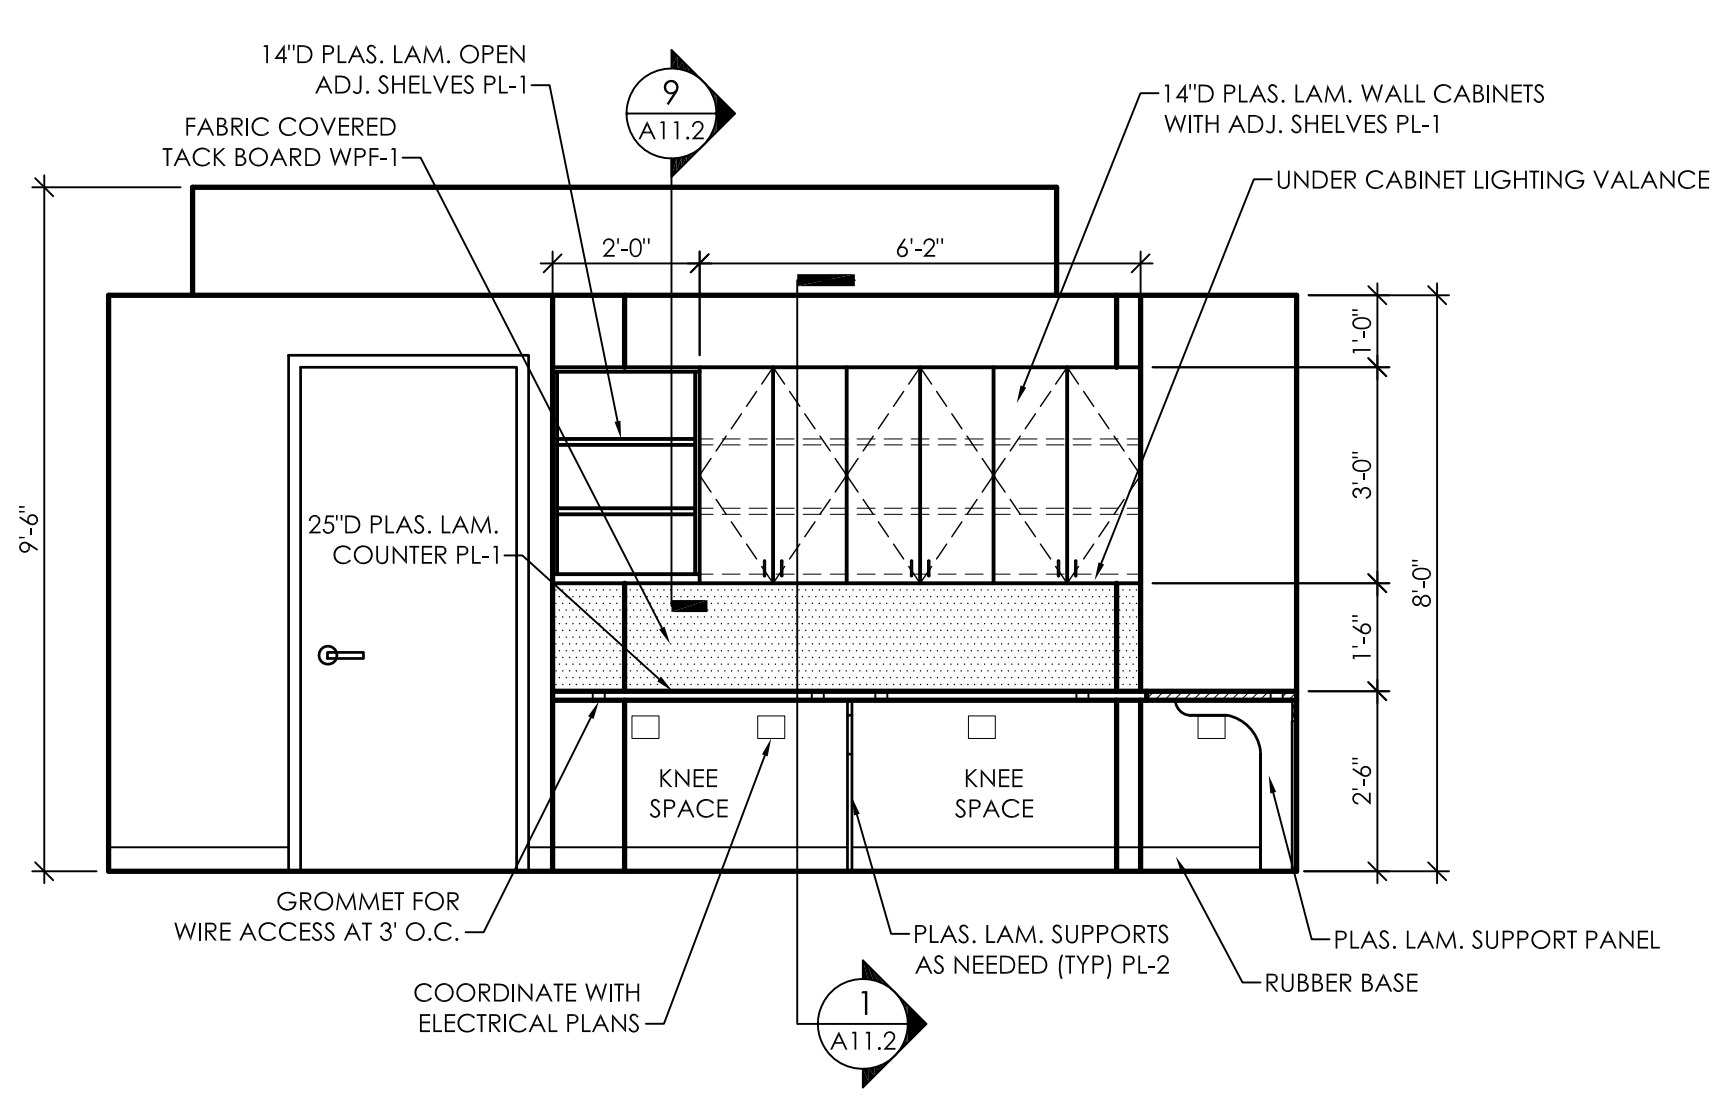 14"D PLAS. LAM. OPEN
ADJ. SHELVES PL-1
9
A11.2
14"D PLAS. LAM. WALL CABINETS
WITH ADJ. SHELVES PL-1
FABRIC COVERED
TACK BOARD WPF-1
UNDER CABINET LIGHTING VALANCE
2'-0"
6'-2"
1'-0"
9'-6"
3'-0"
25"D PLAS. LAM.
COUNTER PL-1
8'-0"
1'-6"
2'-6"
KNEE
SPACE
KNEE
SPACE
GROMMET FOR
WIRE ACCESS AT 3' O.C.
PLAS. LAM. SUPPORTS
AS NEEDED (TYP) PL-2
PLAS. LAM. SUPPORT PANEL
RUBBER BASE
COORDINATE WITH
ELECTRICAL PLANS
1
A11.2